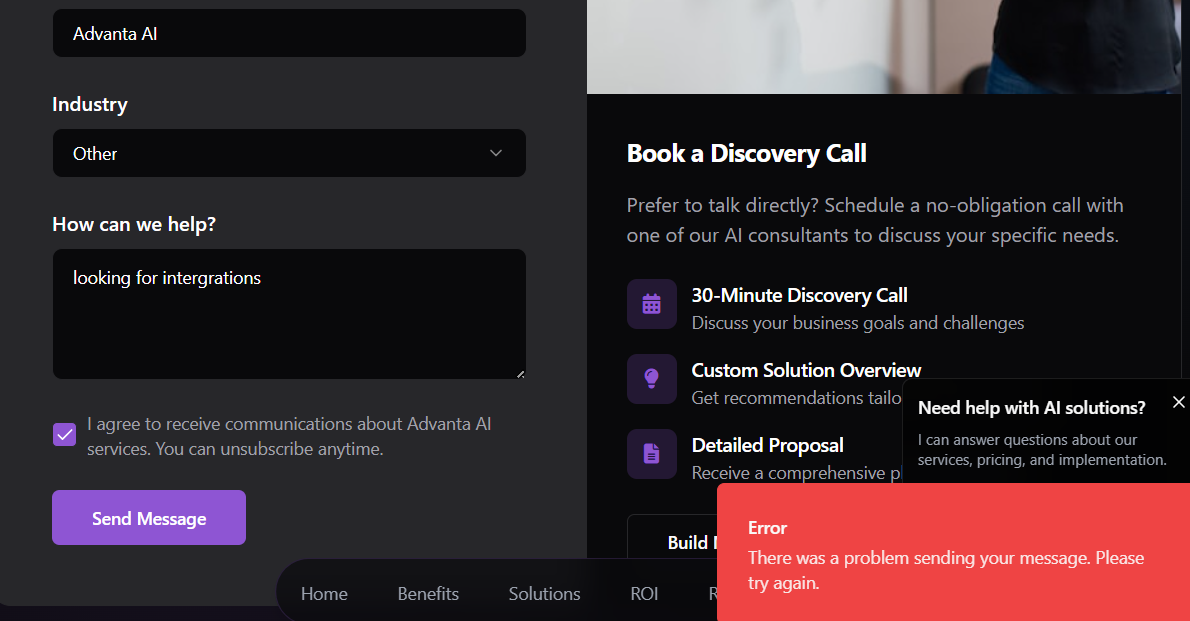 Advanta AI
Industry
Other
How can we help?
looking for intergrations
I agree to receive communications about Advanta AI
services. You can unsubscribe anytime.
Send Message
Book a Discovery Call
Prefer to talk directly? Schedule a no-obligation call with
one of our AI consultants to discuss your specific needs.
30-Minute Discovery Call
Discuss your business goals and challenges
Custom Solution Overview
Get recommendations
Detailed Proposal
Receive a comprehensive
Build
Need help with AI solutions?
I can answer questions about our
services, pricing, and implementation.
Error
There was a problem sending your message. Please
try again.
Home Benefits Solutions ROI